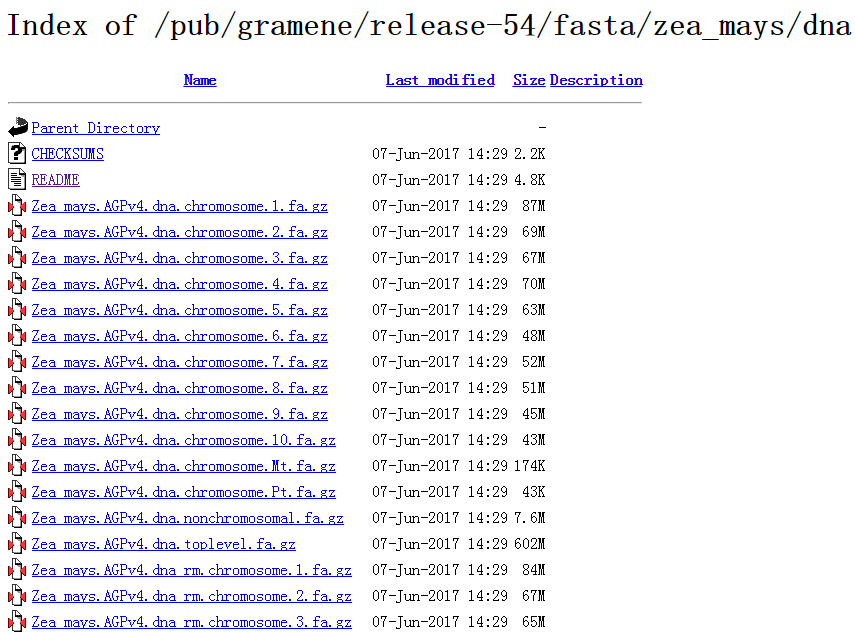 Index of /pub/gramene/release-54/fasta/zea_mays/dna
Name Last modified Size Description
Parent Directory -
CHECKSUMS 07-Jun-2017 14:29 2.2K
README 07-Jun-2017 14:29 4.8K
Zea_mays.AGPv4.dna.chromosome.1.fa.gz 07-Jun-2017 14:29 87M
Zea_mays.AGPv4.dna.chromosome.2.fa.gz 07-Jun-2017 14:29 69M
Zea_mays.AGPv4.dna.chromosome.3.fa.gz 07-Jun-2017 14:29 67M
Zea_mays.AGPv4.dna.chromosome.4.fa.gz 07-Jun-2017 14:29 70M
Zea_mays.AGPv4.dna.chromosome.5.fa.gz 07-Jun-2017 14:29 63M
Zea_mays.AGPv4.dna.chromosome.6.fa.gz 07-Jun-2017 14:29 48M
Zea_mays.AGPv4.dna.chromosome.7.fa.gz 07-Jun-2017 14:29 52M
Zea_mays.AGPv4.dna.chromosome.8.fa.gz 07-Jun-2017 14:29 51M
Zea_mays.AGPv4.dna.chromosome.9.fa.gz 07-Jun-2017 14:29 45M
Zea_mays.AGPv4.dna.chromosome.10.fa.gz 07-Jun-2017 14:29 43M
Zea_mays.AGPv4.dna.chromosome.Mt.fa.gz 07-Jun-2017 14:29 174K
Zea_mays.AGPv4.dna.chromosome.Pt.fa.gz 07-Jun-2017 14:29 43K
Zea_mays.AGPv4.dna.nonchromosomal.fa.gz 07-Jun-2017 14:29 7.6M
Zea_mays.AGPv4.dna.toplevel.fa.gz 07-Jun-2017 14:29 602M
Zea_mays.AGPv4.dna_rm.chromosome.1.fa.gz 07-Jun-2017 14:29 84M
Zea_mays.AGPv4.dna_rm.chromosome.2.fa.gz 07-Jun-2017 14:29 67M
Zea_mays.AGPv4.dna_rm.chromosome.3.fa.gz 07-Jun-2017 14:29 65M